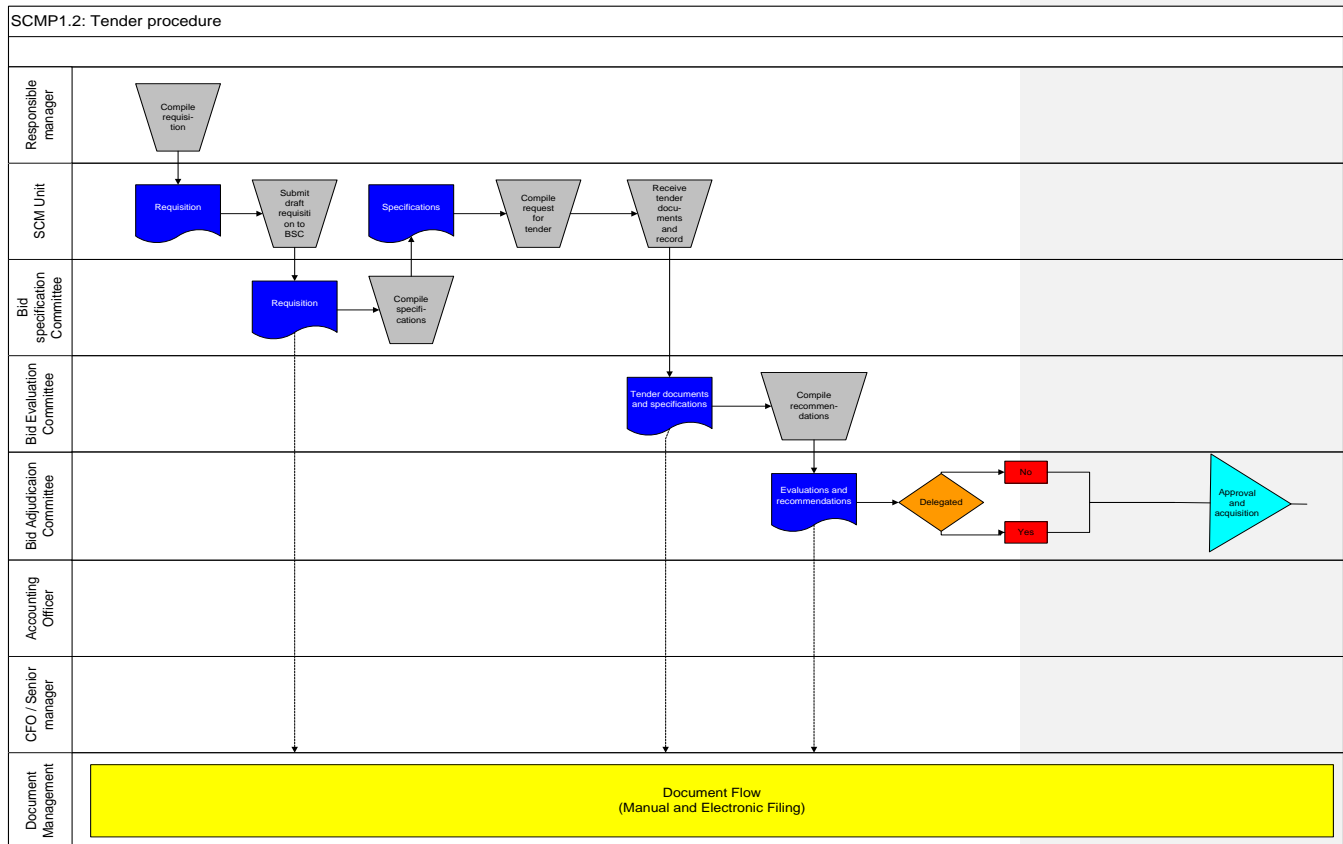 SCMP1.2: Tender procedure
Responsible
manager
Compile
requisi-
tion
SCM Unit
Requisition
Submit
draft
requisiti
on to
BSC
Specifications
Compile
request
for
tender
Receive
tender
docu-
ments
and
record
Bid
specification
Committee
Requisition
Compile
specifi-
cations
Bid Evaluation
Committee
Tender documents
and specifications
Compile
recommen-
dations
Bid Adjudicaion
Committee
Evaluations and
recommendations
Delegated
No
Yes
Approval
and
acquisition
Accounting
Officer
CFO / Senior
manager
Document
Management
Document Flow
(Manual and Electronic Filing)